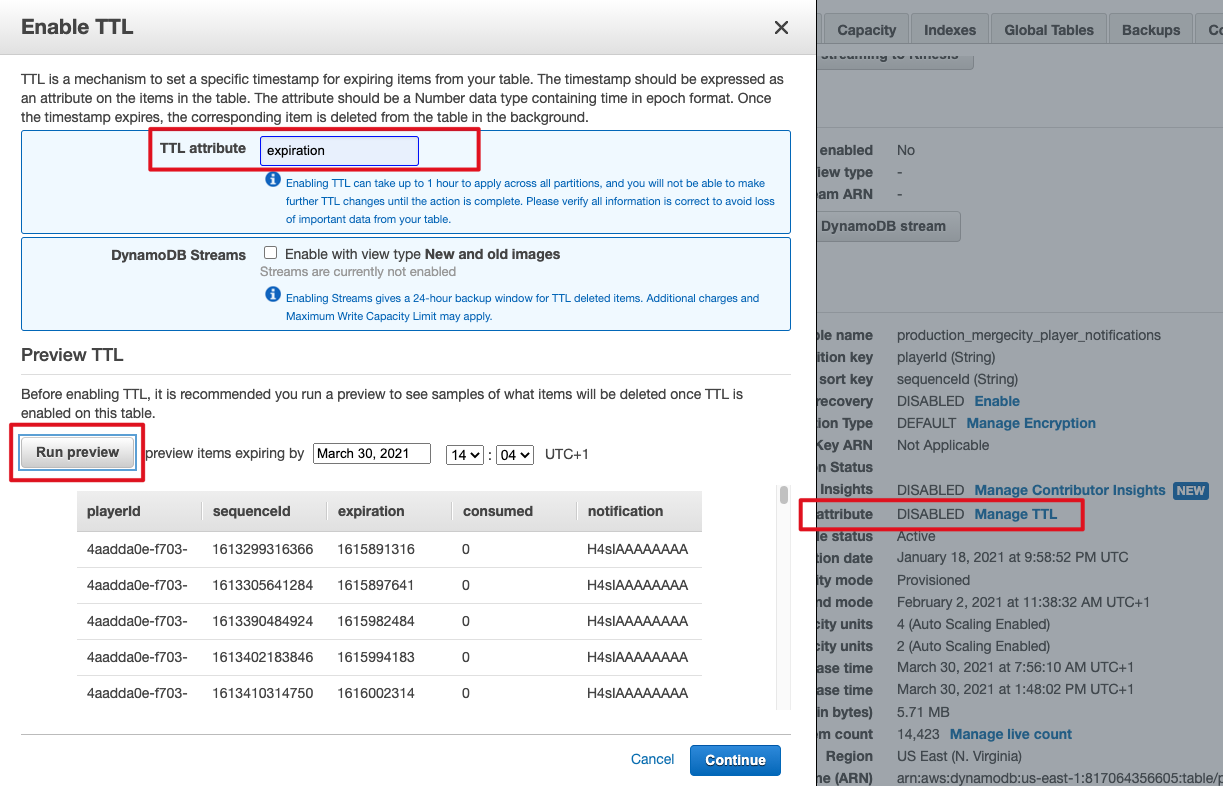 Enable TTL
TTL is a mechanism to set a specific timestamp for expiring items from your table. The timestamp should be expressed as
an attribute on the items in the table. The attribute should be a Number data type containing time in epoch format. Once
the timestamp expires, the corresponding item is deleted from the table in the background.
TTL attribute expiration
Enabling TTL can take up to 1 hour to apply across all partitions, and you will not be able to make
further TTL changes until the action is complete. Please verify all information is correct to avoid loss
of important data from your table.
DynamoDB Streams Enable with view type New and old images
Streams are currently not enabled
Enabling Streams gives a 24-hour backup window for TTL deleted items. Additional charges and
Maximum Write Capacity Limit may apply.
Preview TTL
Before enabling TTL, it is recommended you run a preview to see samples of what items will be deleted once TTL is
enabled on this table.
Run preview preview items expiring by March 30, 2021 14 : 04 UTC+1
playerId sequenceId expiration consumed notification
4aadda0e-f703- 1613299316366 1615891316 0 H4sIAAAAAAAA
4aadda0e-f703- 1613305641284 1615897641 0 H4sIAAAAAAAA
4aadda0e-f703- 1613390484924 1615982484 0 H4sIAAAAAAAA
4aadda0e-f703- 1613402183846 1615994183 0 H4sIAAAAAAAA
4aadda0e-f703- 1613410314750 1616002314 0 H4sIAAAAAAAA
Cancel Continue
Capacity Indexes Global Tables Backups Co
streaming to Kinesis
enabled No
iew type -
am ARN -
DynamoDB stream
ble name production_mergecity_player_notifications
ition key playerId (String)
sort key sequenceId (String)
recovery DISABLED Enable
ion Type DEFAULT Manage Encryption
Key ARN Not Applicable
on Status
Insights DISABLED Manage Contributor Insights NEW
attribute DISABLED Manage TTL
le status Active
tion date January 18, 2021 at 9:58:52 PM UTC
ity mode Provisioned
nd mode February 2, 2021 at 11:38:32 AM UTC+1
city units 4 (Auto Scaling Enabled)
city units 2 (Auto Scaling Enabled)
ase time March 30, 2021 at 7:56:10 AM UTC+1
ase time March 30, 2021 at 1:48:02 PM UTC+1
in bytes) 5.71 MB
m count 14,423 Manage live count
Region US East (N. Virginia)
me (ARN) arn:aws:dynamodb:us-east-1:817064356605:table/p